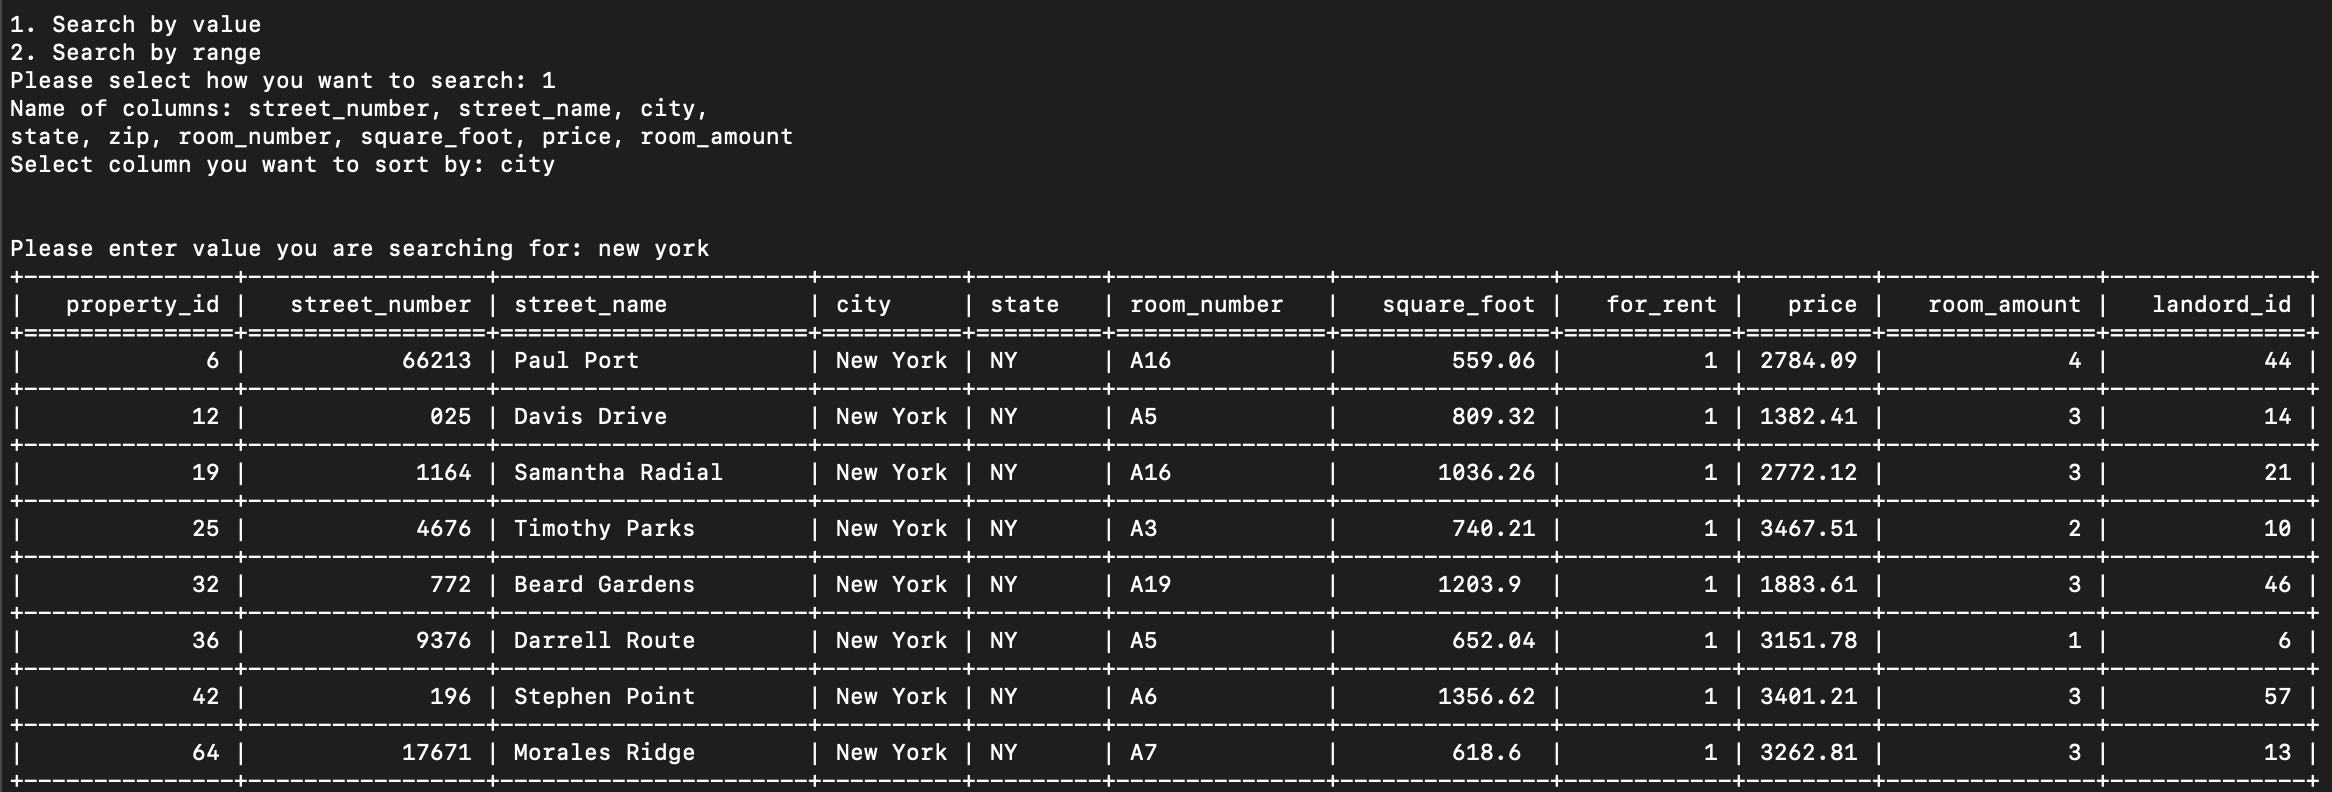 1. Search by value
2. Search by range
Please select how you want to search: 1
Name of columns: street_number, street_name, city,
state, zip, room_number, square_foot, price, room_amount
Select column you want to sort by: city
Please enter value you are searching for: new york
+---------------+-----------------+----------------------+----------+---------+---------------+---------------+------------+---------+---------------+--------------+
|   property_id |   street_number | street_name          | city     | state   | room_number   |   square_foot |   for_rent |   price |   room_amount |   landord_id |
+===============+=================+======================+==========+=========+===============+===============+============+=========+===============+==============+
|             6 |           66213 | Paul Port            | New York | NY      | A16           |        559.06 |          1 | 2784.09 |             4 |           44 |
+---------------+-----------------+----------------------+----------+---------+---------------+---------------+------------+---------+---------------+--------------+
|            12 |             025 | Davis Drive          | New York | NY      | A5            |        809.32 |          1 | 1382.41 |             3 |           14 |
+---------------+-----------------+----------------------+----------+---------+---------------+---------------+------------+---------+---------------+--------------+
|            19 |            1164 | Samantha Radial      | New York | NY      | A16           |       1036.26 |          1 | 2772.12 |             3 |           21 |
+---------------+-----------------+----------------------+----------+---------+---------------+---------------+------------+---------+---------------+--------------+
|            25 |            4676 | Timothy Parks        | New York | NY      | A3            |        740.21 |          1 | 3467.51 |             2 |           10 |
+---------------+-----------------+----------------------+----------+---------+---------------+---------------+------------+---------+---------------+--------------+
|            32 |             772 | Beard Gardens        | New York | NY      | A19           |       1203.9  |          1 | 1883.61 |             3 |           46 |
+---------------+-----------------+----------------------+----------+---------+---------------+---------------+------------+---------+---------------+--------------+
|            36 |            9376 | Darrell Route        | New York | NY      | A5            |        652.04 |          1 | 3151.78 |             1 |            6 |
+---------------+-----------------+----------------------+----------+---------+---------------+---------------+------------+---------+---------------+--------------+
|            42 |             196 | Stephen Point        | New York | NY      | A6            |       1356.62 |          1 | 3401.21 |             3 |           57 |
+---------------+-----------------+----------------------+----------+---------+---------------+---------------+------------+---------+---------------+--------------+
|            64 |           17671 | Morales Ridge        | New York | NY      | A7            |        618.6  |          1 | 3262.81 |             3 |           13 |
+---------------+-----------------+----------------------+----------+---------+---------------+---------------+------------+---------+---------------+--------------+